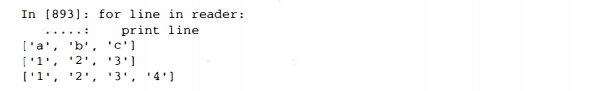 In [893]: for line in reader:
   .....:     print line
['a', 'b', 'c']
['1', '2', '3']
['1', '2', '3', '4']